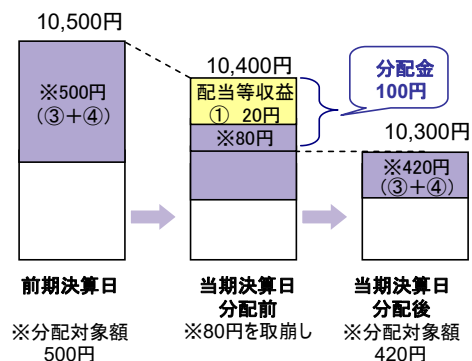 10,500円
※500円
(③+④)
10,400円
配当等収益
① 20円
※80円
分配金
100円
10,300円
※420円
(③+④)
前期決算日
※分配対象額
500円
当期決算日
分配前
※80円を取崩し
当期決算日
分配後
※分配対象額
420円